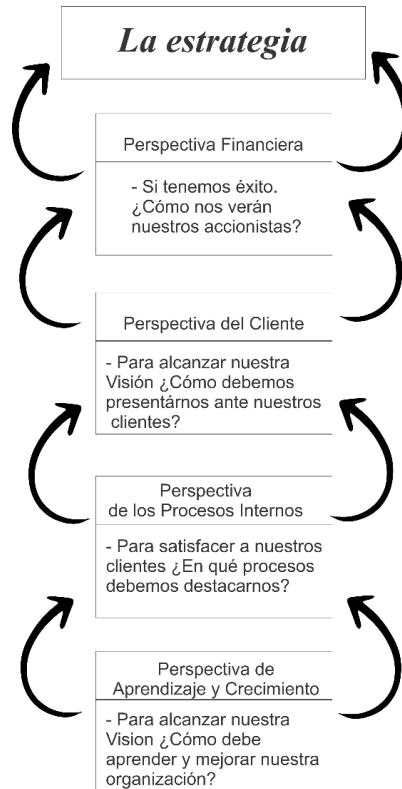 La estrategia
Perspectiva Financiera
- Si tenemos éxito.
¿Cómo nos verán
nuestros accionistas?
Perspectiva del Cliente
- Para alcanzar nuestra
Visión ¿Cómo debemos
presentárnos ante nuestros
clientes?
Perspectiva
de los Procesos Internos
- Para satisfacer a nuestros
clientes ¿En qué procesos
debemos destacarnos?
Perspectiva de
Aprendizaje y Crecimiento
- Para alcanzar nuestra
Vision ¿Cómo debe
aprender y mejorar nuestra
organización?